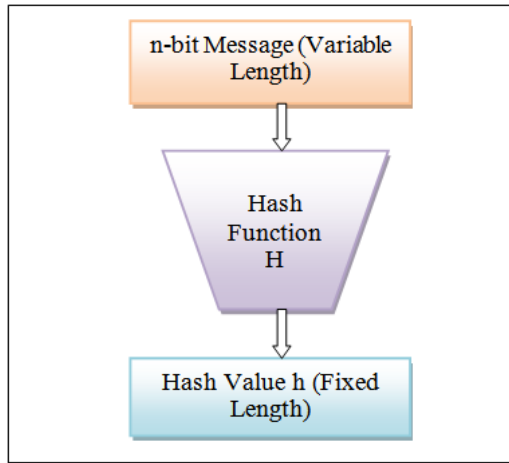 n-bit Message (Variable
Length)
Hash
Function
H
Hash Value h (Fixed
Length)